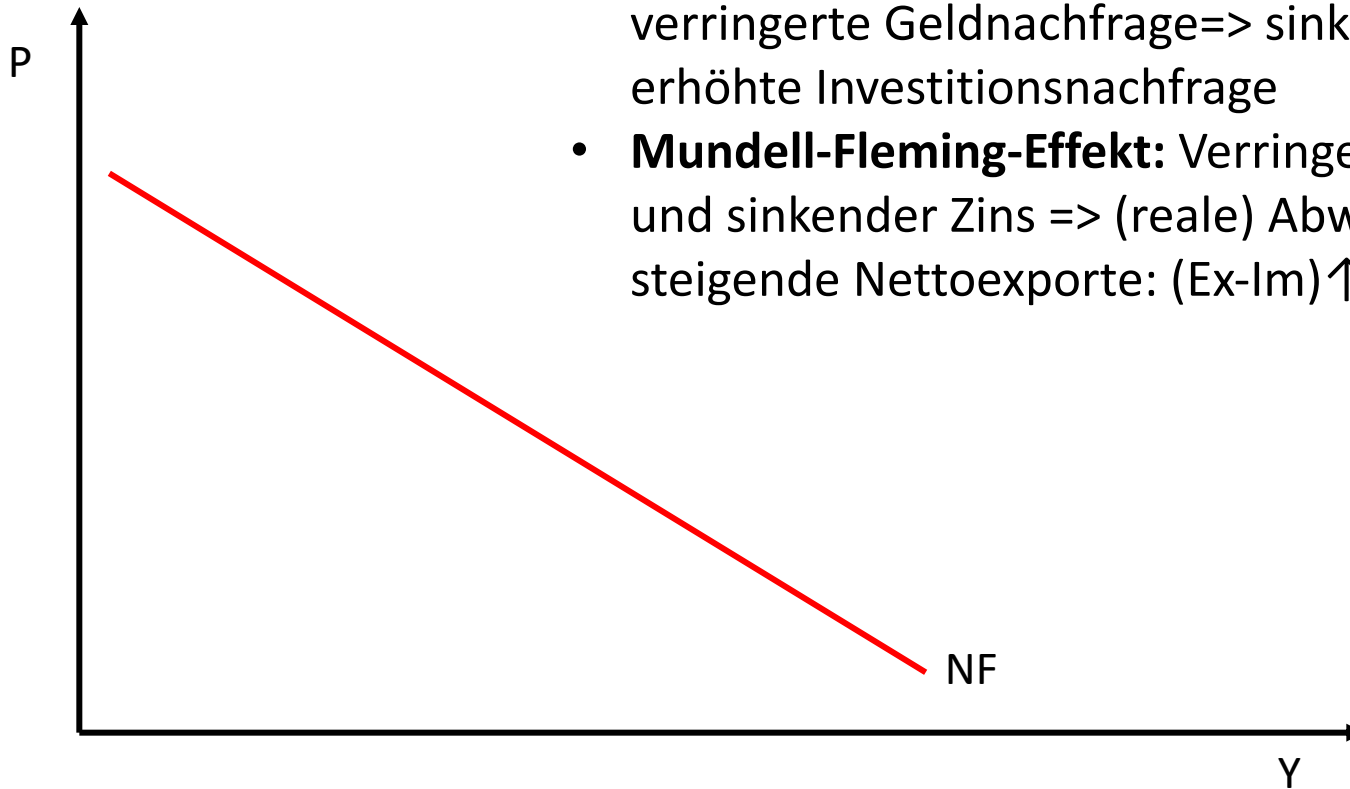 P
verringerte Geldnachfrage=> sink
erhöhte Investitionsnachfrage
• Mundell-Fleming-Effekt: Verringe
und sinkender Zins => (reale) Abw
steigende Nettoexporte: (Ex-Im)↑
NF
Y